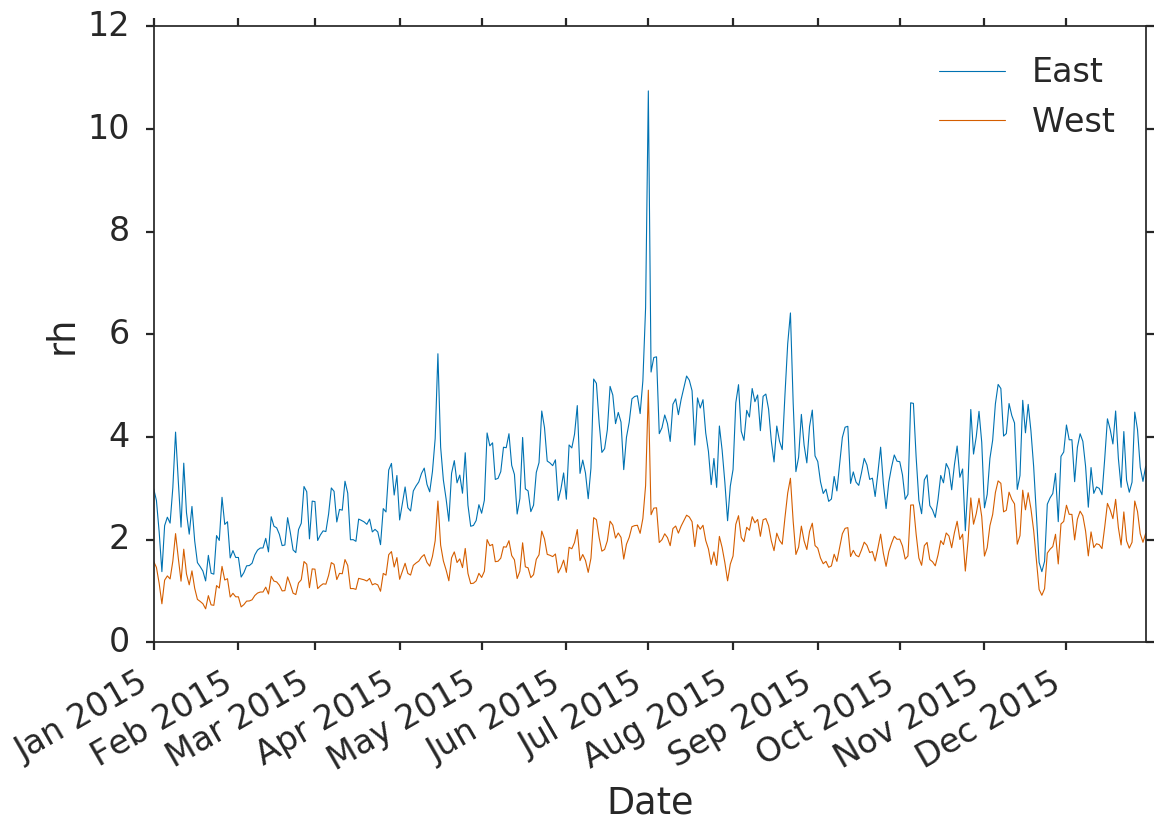 12
10
8
6
4
2
0
rh
East
West
Jan 2015
Feb 2015
Mar 2015
Apr 2015
May 2015
Jun 2015
Jul 2015
Aug 2015
Sep 2015
Oct 2015
Nov 2015
Dec 2015
Date